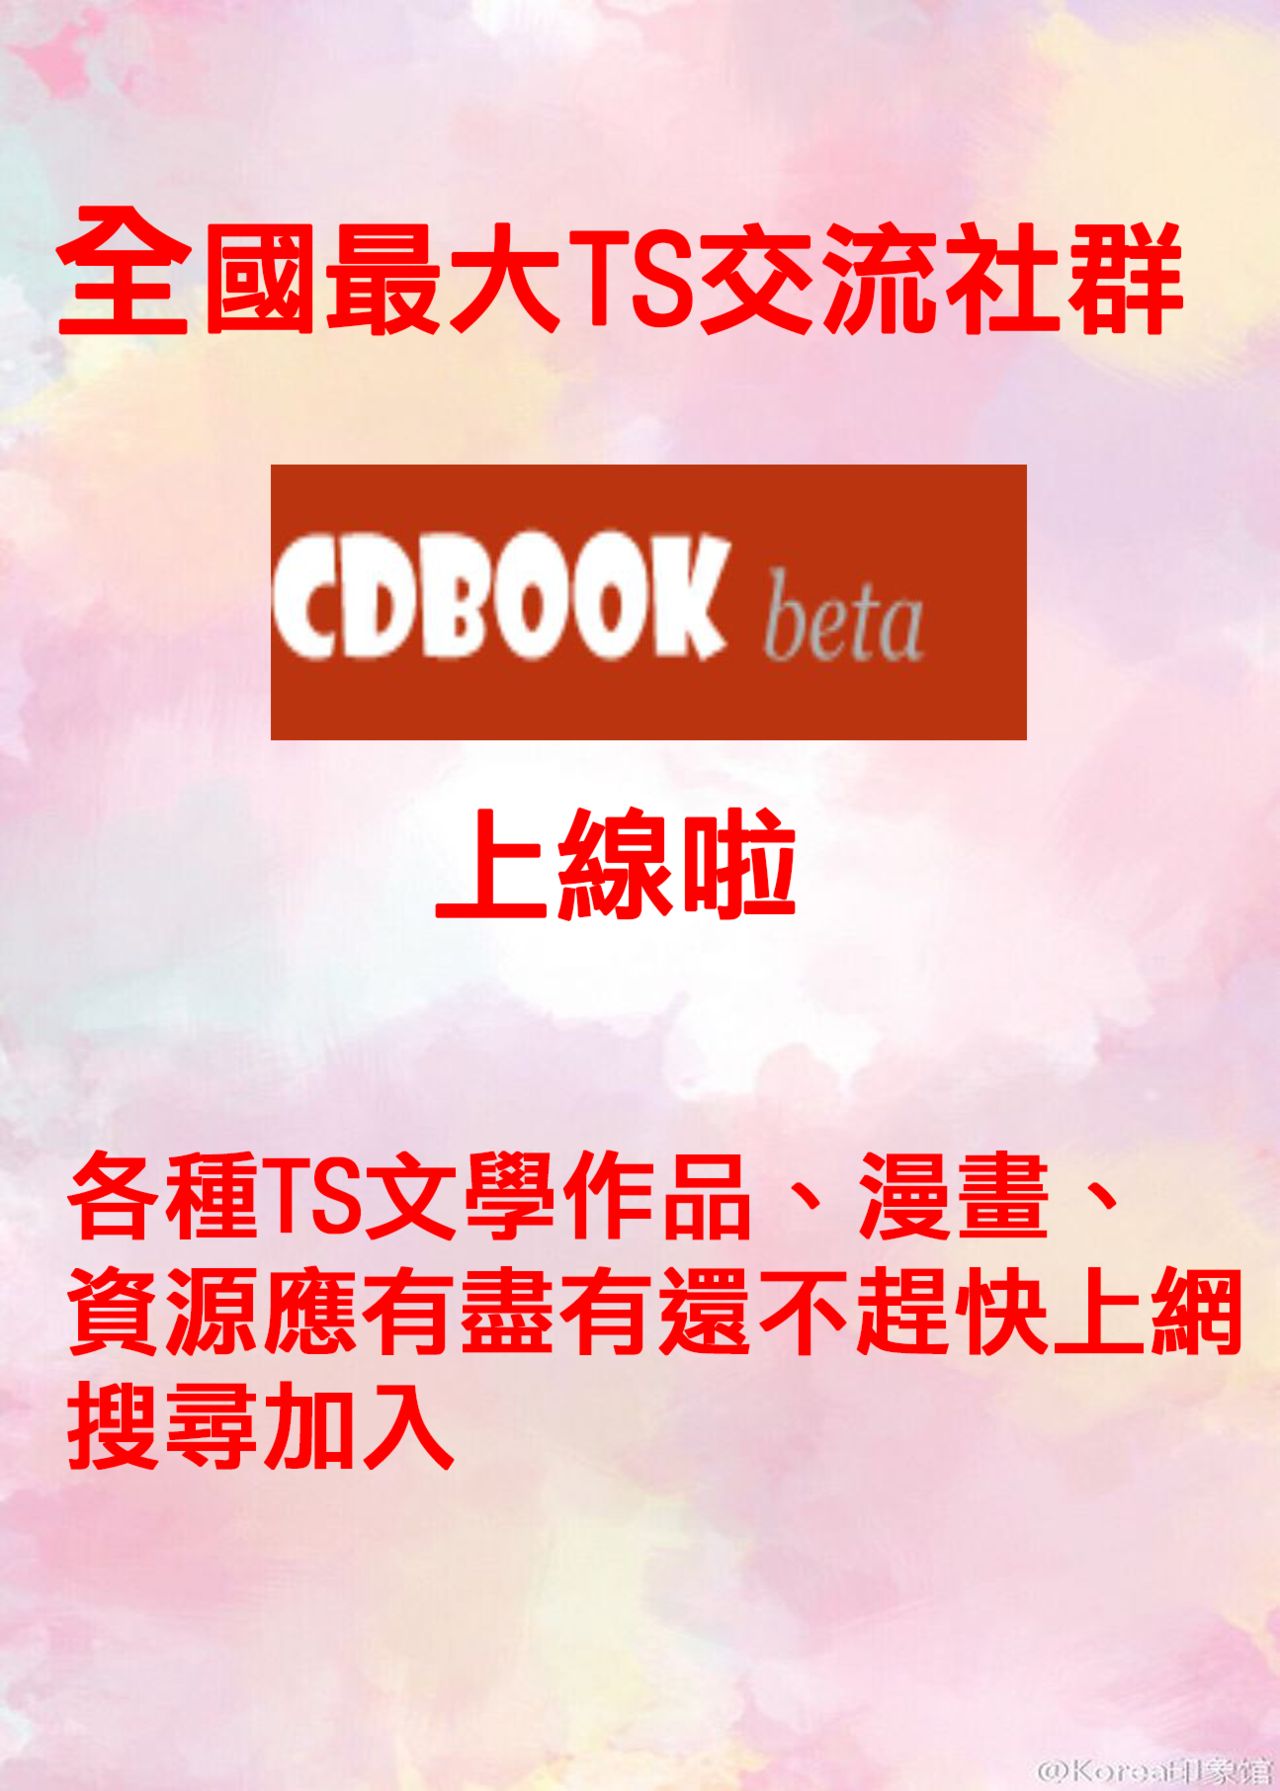 全國最大TS交流社群
CDBOOK beta
上線啦
各種TS文學作品、漫畫、
資源應有盡有還不趕快上網
搜尋加入
@Korea印象馆